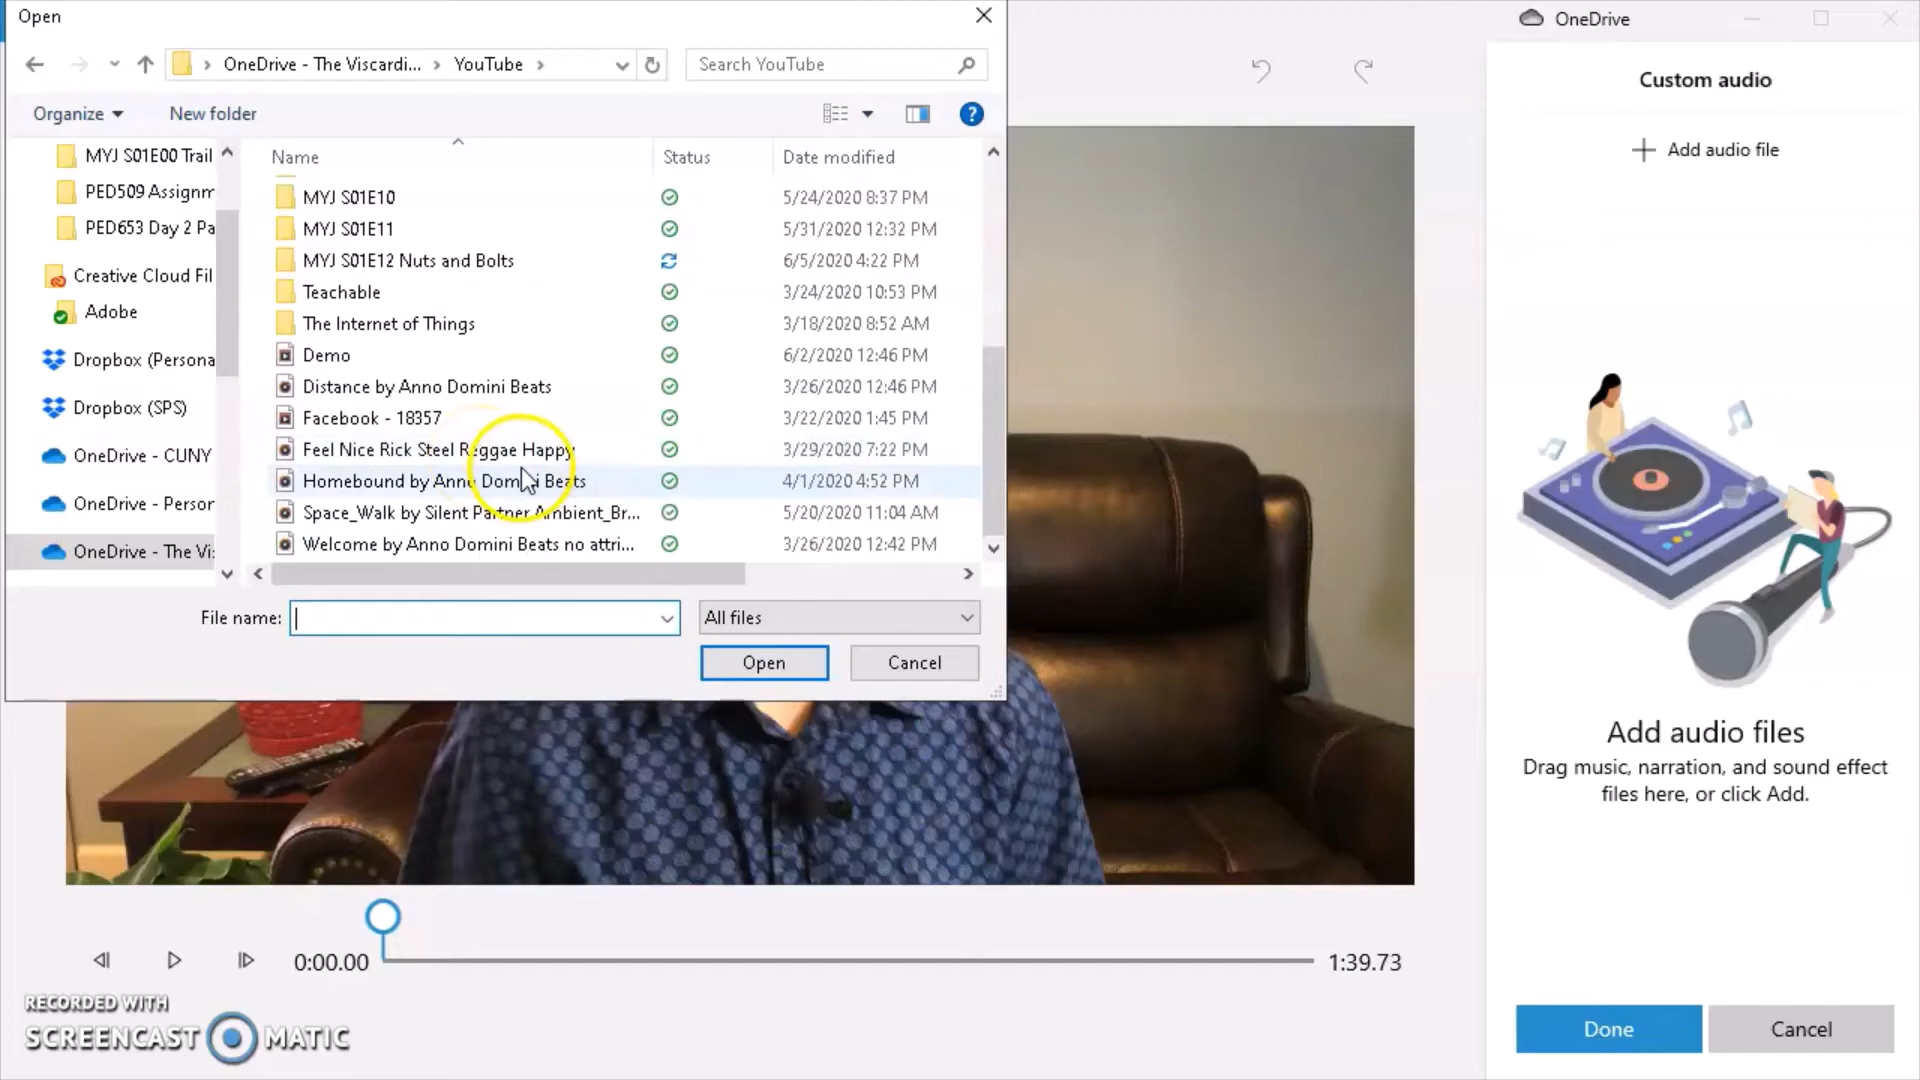 Open
OneDrive
OneDrive - The Viscardi... > YouTube >
Search YouTube
Custom audio
Organize
New folder
?
Add audio file
MYJ S01E00 Trail
PED509 Assignm
PED653 Day 2 Pa
Creative Cloud Fil
Adobe
Dropbox (Persona
Dropbox (SPS)
OneDrive - CUNY
OneDrive - Person
OneDrive - The Vi
Name Status Date modified
MYJ S01E10 5/24/2020 8:37 PM
MYJ S01E11 5/31/2020 12:32 PM
MYJ S01E12 Nuts and Bolts 6/5/2020 4:22 PM
Teachable 3/24/2020 10:53 PM
The Internet of Things 3/18/2020 8:52 AM
Demo 6/2/2020 12:46 PM
Distance by Anno Domini Beats 3/26/2020 12:46 PM
Facebook - 18357 3/22/2020 1:45 PM
Feel Nice Rick Steel Reggae Happy 3/29/2020 7:22 PM
Homebound by Anno Domini Beats 4/1/2020 4:52 PM
Space_Walk by Silent Partner Ambient_Br... 5/20/2020 11:04 AM
Welcome by Anno Domini Beats no attri... 3/26/2020 12:42 PM
File name:
All files
Open
Cancel
Add audio files
Drag music, narration, and sound effect
files here, or click Add.
0:00.00
1:39.73
RECORDED WITH
SCREENCAST MATIC
Done
Cancel